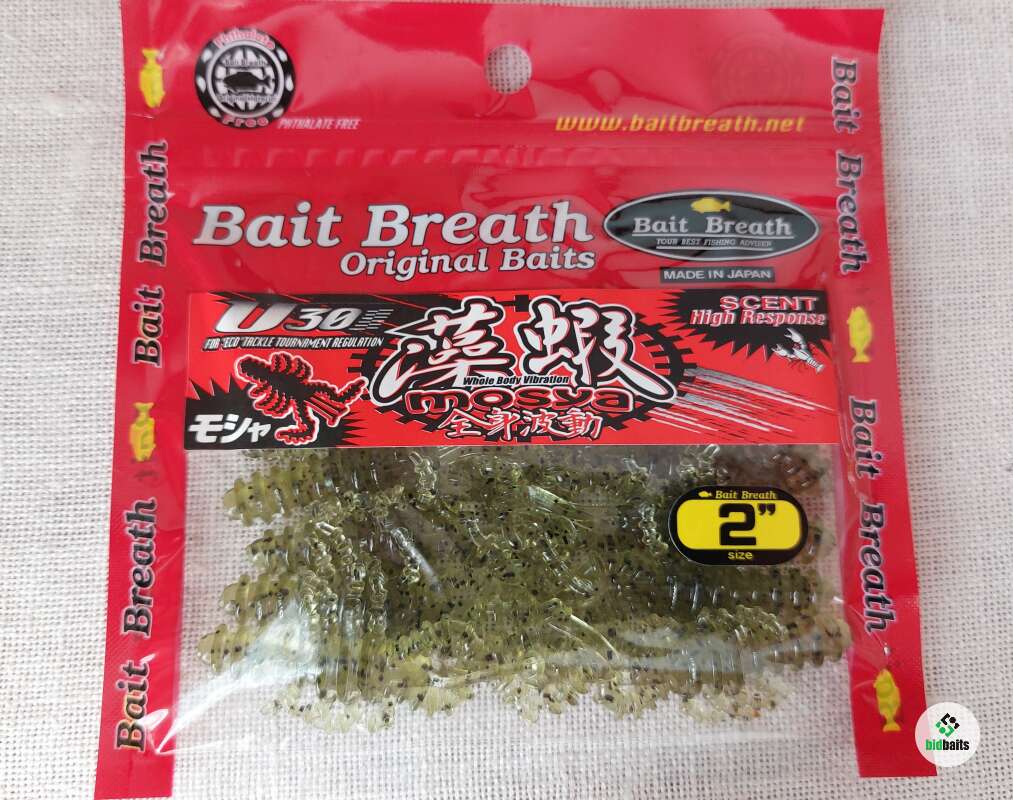 Phthalate
Bait Breath
Free
PHTHALATE FREE
www.baitbreath.net
Bait Breath
Original Baits
Bait Breath
YOUR BEST FISHING ADVISER
MADE IN JAPAN
U30
FOR "ECO" TACKLE TOURNAMENT REGULATION
藻蝦
Whole Body Vibration
mosya
全身波動
モシャ
SCENT
High Response
Bait Breath
2”
size
Bait Breath
Bait Breath
Bait Breath
Bait Breath
bidbaits